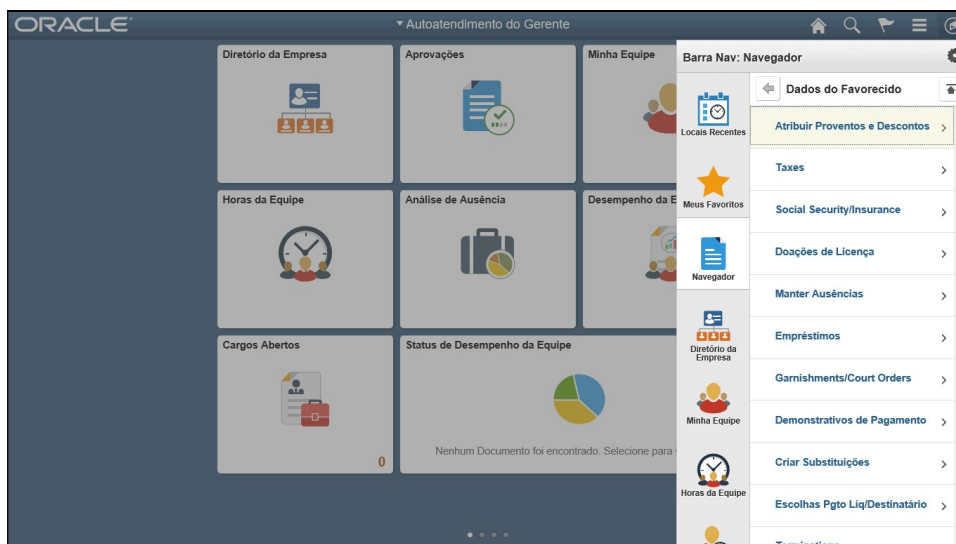 ORACLE
Autoatendimento do Gerente
Diretório da Empresa
Aprovações
Minha Equipe
Horas da Equipe
Análise de Ausência
Desempenho da E
Cargos Abertos
0
Status de Desempenho da Equipe
Nenhum Documento foi encontrado. Selecione para
Barra Nav: Navegador
Locais Recentes
Meus Favoritos
Navegador
Diretório da
Empresa
Minha Equipe
Horas da Equipe
Dados do Favorecido
Atribuir Proventos e Descontos
Taxes
Social Security/Insurance
Doações de Licença
Manter Ausências
Empréstimos
Garnishments/Court Orders
Demonstrativos de Pagamento
Criar Substituições
Escolhas Pgto Líq/Destinatário
Terminations